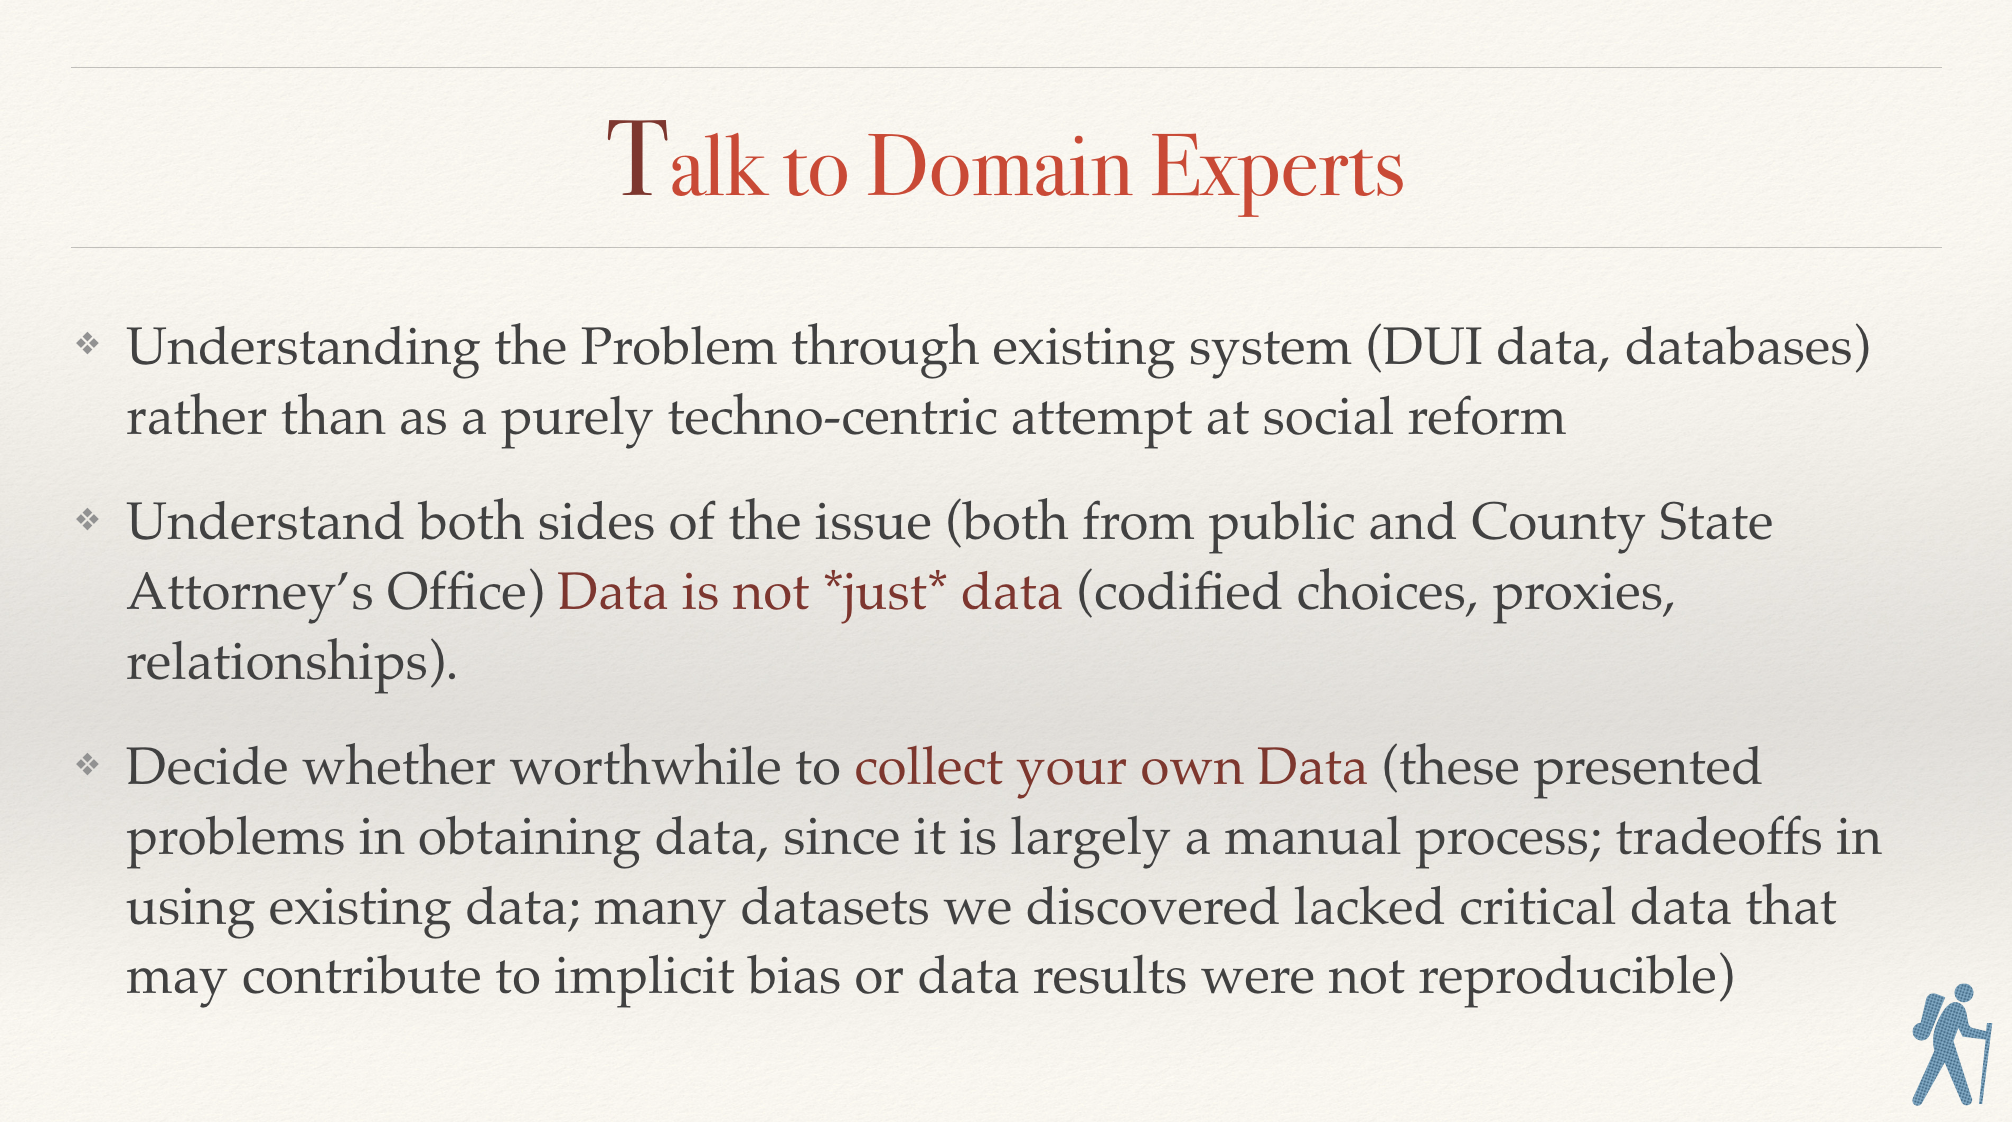 Talk to Domain Experts
❖ Understanding the Problem through existing system (DUI data, databases)
rather than as a purely techno-centric attempt at social reform
❖ Understand both sides of the issue (both from public and County State
Attorney’s Office) Data is not *just* data (codified choices, proxies,
relationships).
❖ Decide whether worthwhile to collect your own Data (these presented
problems in obtaining data, since it is largely a manual process; tradeoffs in
using existing data; many datasets we discovered lacked critical data that
may contribute to implicit bias or data results were not reproducible)